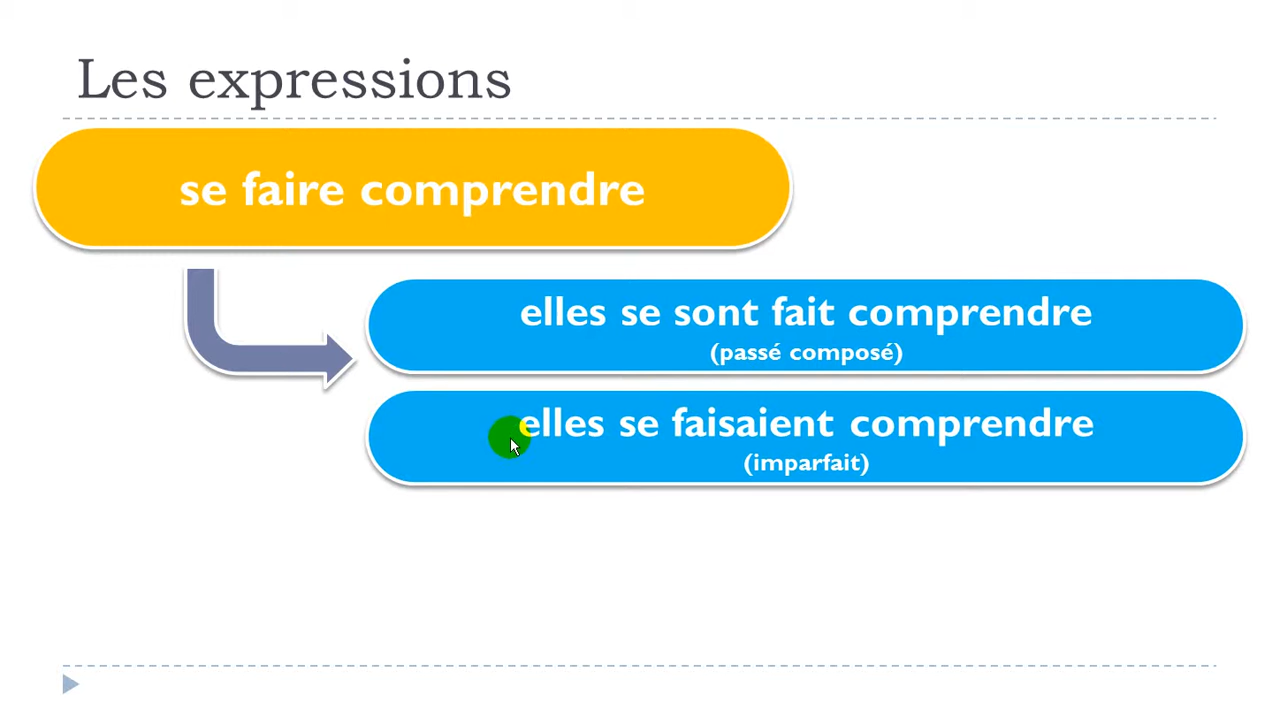 Les expressions
se faire comprendre
elles se sont fait comprendre
(passé composé)
elles se faisaient comprendre
(imparfait)